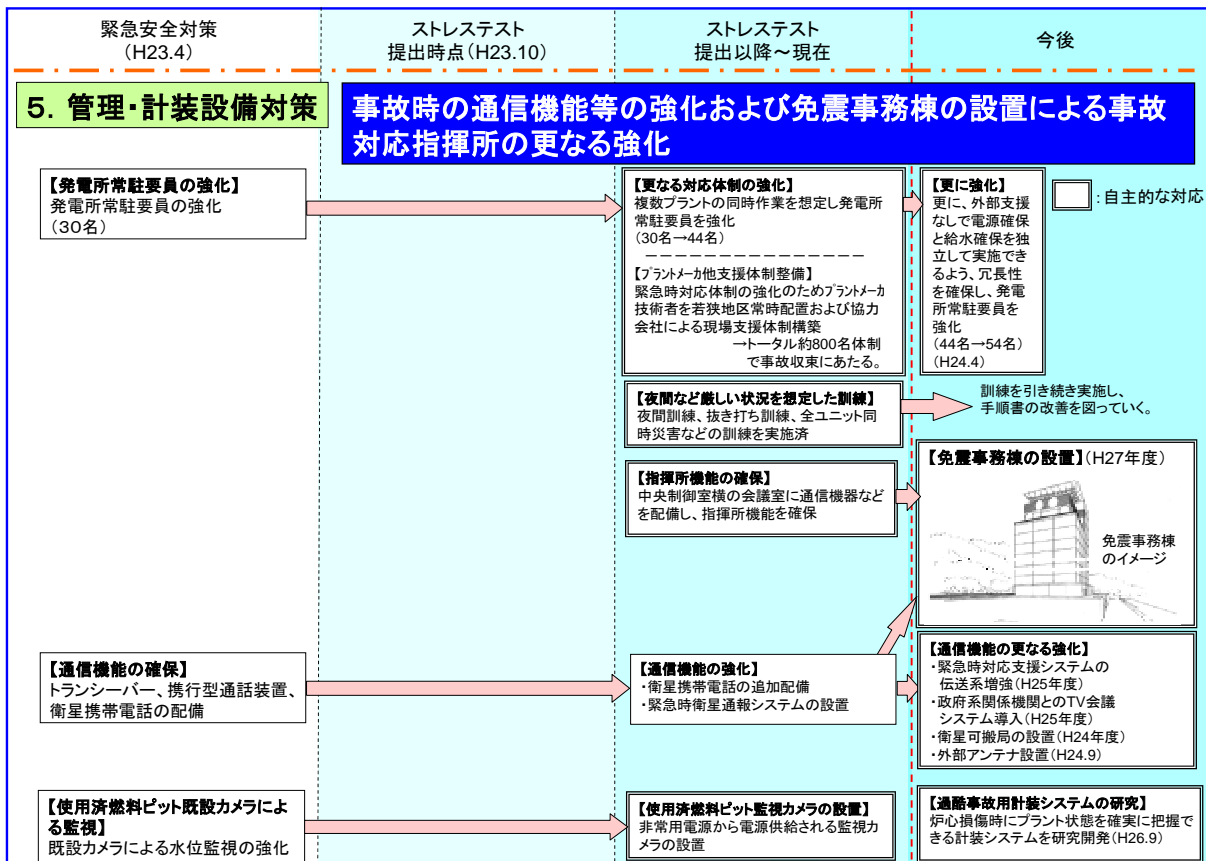 緊急安全対策
(H23.4)
ストレステスト
提出時点(H23.10)
ストレステスト
提出以降～現在
今後
5. 管理・計装設備対策
事故時の通信機能等の強化および免震事務棟の設置による事故
対応指揮所の更なる強化
【発電所常駐要員の強化】
発電所常駐要員の強化
(30名)
【更なる対応体制の強化】
複数プラントの同時作業を想定し発電所
常駐要員を強化
(30名→44名)
【プラントメーカ他支援体制整備】
緊急時対応体制の強化のためプラントメーカ
技術者を若狭地区常時配置および協力
会社による現場支援体制構築
→トータル約800名体制
で事故収束にあたる。
【更に強化】
更に、外部支援
なしで電源確保
と給水確保を独
立して実施でき
るよう、冗長性
を確保し、発電
所常駐要員を
強化
(44名→54名)
(H24.4)
：自主的な対応
【夜間など厳しい状況を想定した訓練】
夜間訓練、抜き打ち訓練、全ユニット同
時災害などの訓練を実施済
訓練を引き続き実施し、
手順書の改善を図っていく。
【指揮所機能の確保】
中央制御室横の会議室に通信機器など
を配備し、指揮所機能を確保
【免震事務棟の設置】(H27年度)
免震事務棟
のイメージ
【通信機能の確保】
トランシーバー、携行型通話装置、
衛星携帯電話の配備
【通信機能の強化】
・衛星携帯電話の追加配備
・緊急時衛星通報システムの設置
【通信機能の更なる強化】
・緊急時対応支援システムの
伝送系増強(H25年度)
・政府系関係機関とのTV会議
システム導入(H25年度)
・衛星可搬局の設置(H24年度)
・外部アンテナ設置(H24.9)
【使用済燃料ピット既設カメラによ
る監視】
既設カメラによる水位監視の強化
【使用済燃料ピット監視カメラの設置】
非常用電源から電源供給される監視カ
メラの設置
【過酷事故用計装システムの研究】
炉心損傷時にプラント状態を確実に把握で
きる計装システムを研究開発(H26.9)